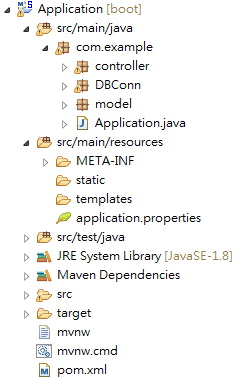 Application [boot]
src/main/java
com.example
controller
DBConn
model
Application.java
src/main/resources
META-INF
static
templates
application.properties
src/test/java
JRE System Library [JavaSE-1.8]
Maven Dependencies
src
target
mvnw
mvnw.cmd
pom.xml